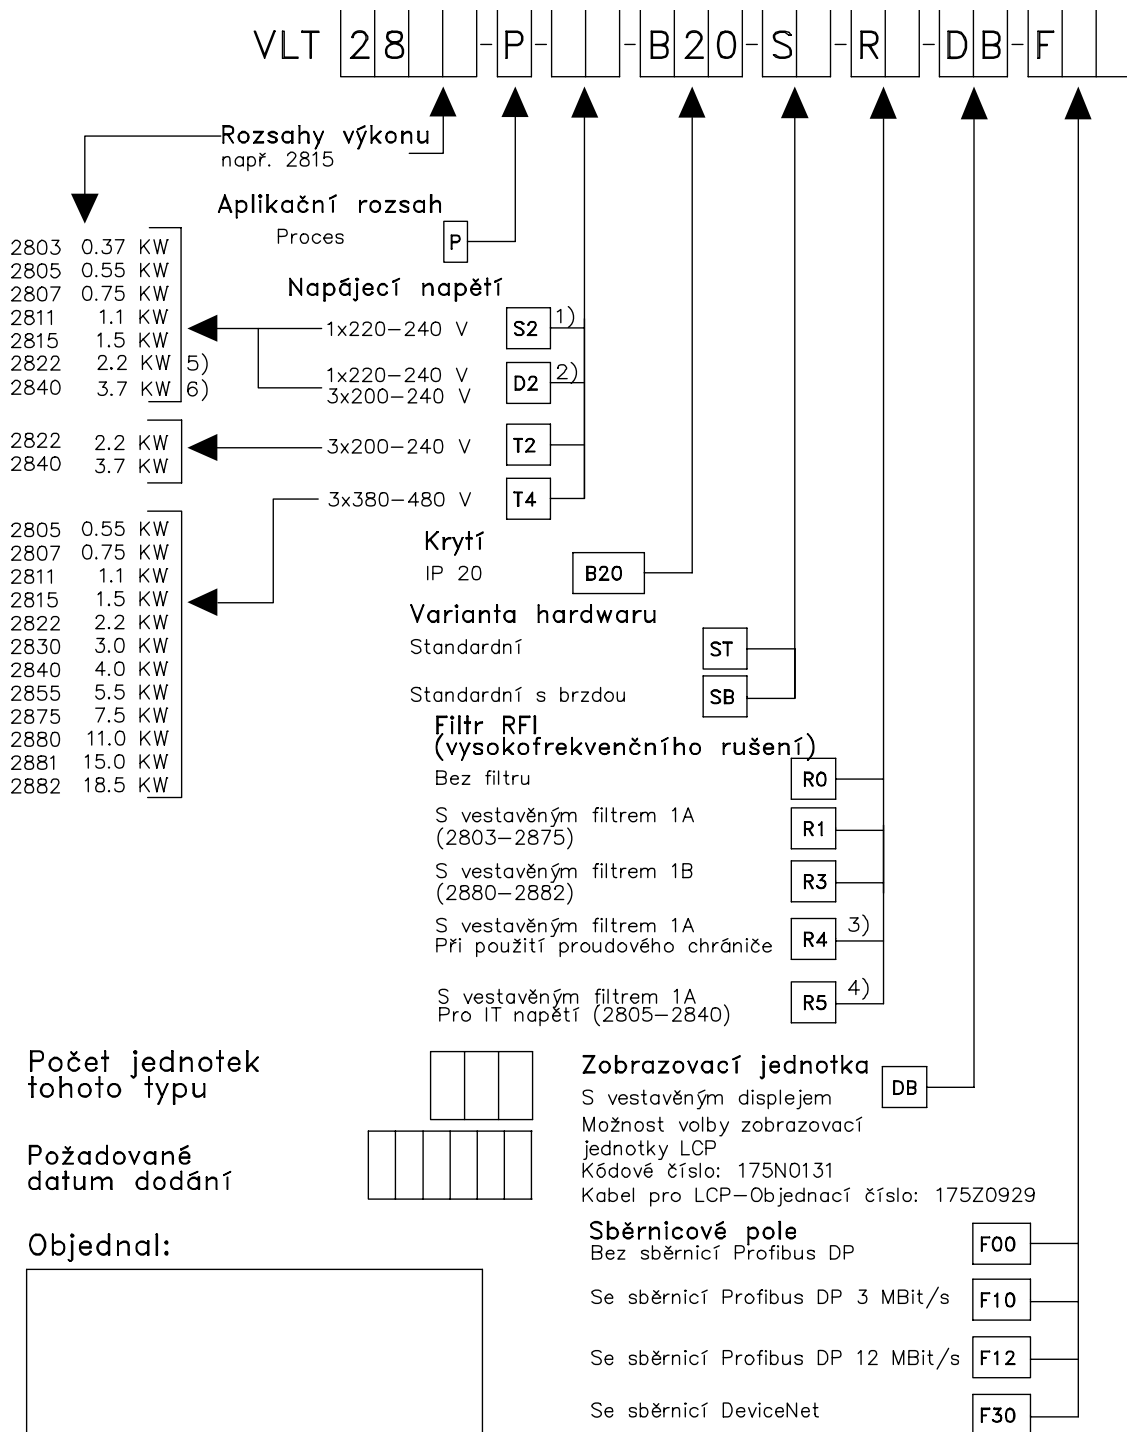 VLT 28 -P- -B20-S -R -DB-F
Rozsahy výkonu
např. 2815
Aplikační rozsah
Proces P
2803 0.37 KW
2805 0.55 KW
2807 0.75 KW
2811 1.1 KW
2815 1.5 KW
2822 2.2 KW 5)
2840 3.7 KW 6)
Napájecí napětí
1x220-240 V S2 1)
1x220-240 V
3x200-240 V D2 2)
2822 2.2 KW
2840 3.7 KW
3x200-240 V T2
3x380-480 V T4
2805 0.55 KW
2807 0.75 KW
2811 1.1 KW
2815 1.5 KW
2822 2.2 KW
2830 3.0 KW
2840 4.0 KW
2855 5.5 KW
2875 7.5 KW
2880 11.0 KW
2881 15.0 KW
2882 18.5 KW
Krytí
IP 20 B20
Varianta hardwaru
Standardní ST
Standardní s brzdou SB
Filtr RFI
(vysokofrekvenčního rušení)
Bez filtru R0
S vestavěným filtrem 1A
(2803-2875) R1
S vestavěným filtrem 1B
(2880-2882) R3
S vestavěným filtrem 1A
Při použití proudového chrániče R4 3)
S vestavěným filtrem 1A
Pro IT napětí (2805-2840) R5 4)
Počet jednotek
tohoto typu
Požadované
datum dodání
Objednal:
Zobrazovací jednotka
S vestavěným displejem DB
Možnost volby zobrazovací
jednotky LCP
Kódové číslo: 175N0131
Kabel pro LCP-Objednací číslo: 175Z0929
Sběrnicové pole
Bez sběrnicí Profibus DP F00
Se sběrnicí Profibus DP 3 MBit/s F10
Se sběrnicí Profibus DP 12 MBit/s F12
Se sběrnicí DeviceNet F30